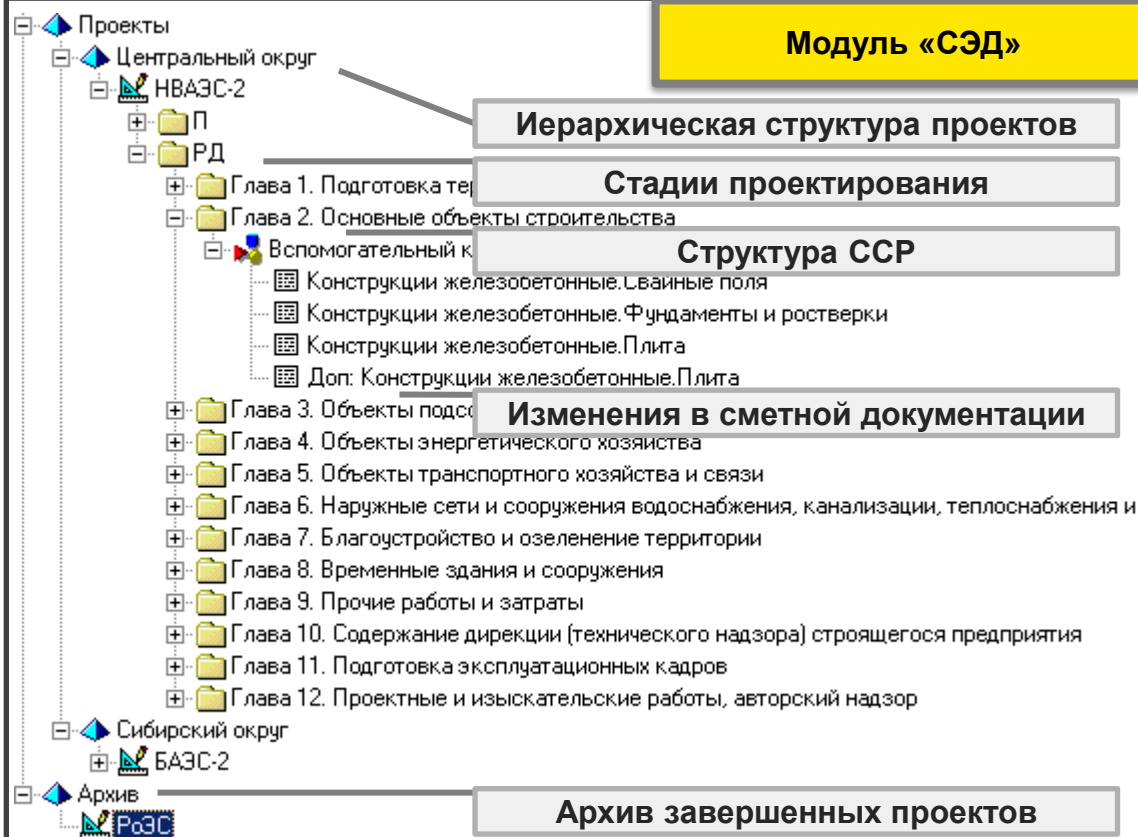 Проекты
Модуль «СЭД»
Центральный округ
НВАЭС-2
Иерархическая структура проектов
П
РД
Стадии проектирования
Глава 1. Подготовка
Глава 2. Основные объекты строительства
Структура ССР
Вспомогательный
Конструкции железобетонные.Свайные поля
Конструкции железобетонные.Фундаменты и ростверки
Конструкции железобетонные.Плита
Доп: Конструкции железобетонные.Плита
Изменения в сметной документации
Глава 3. Объекты
Глава 4. Объекты энергетического хозяйства
Глава 5. Объекты транспортного хозяйства и связи
Глава 6. Наружные сети и сооружения водоснабжения, канализации, теплоснабжения и
Глава 7. Благоустройство и озеленение территории
Глава 8. Временные здания и сооружения
Глава 9. Прочие работы и затраты
Глава 10. Содержание дирекции (технического надзора) строящегося предприятия
Глава 11. Подготовка эксплуатационных кадров
Глава 12. Проектные и изыскательские работы, авторский надзор
Сибирский округ
БАЭС-2
Архив
Архив завершенных проектов
РоЭС